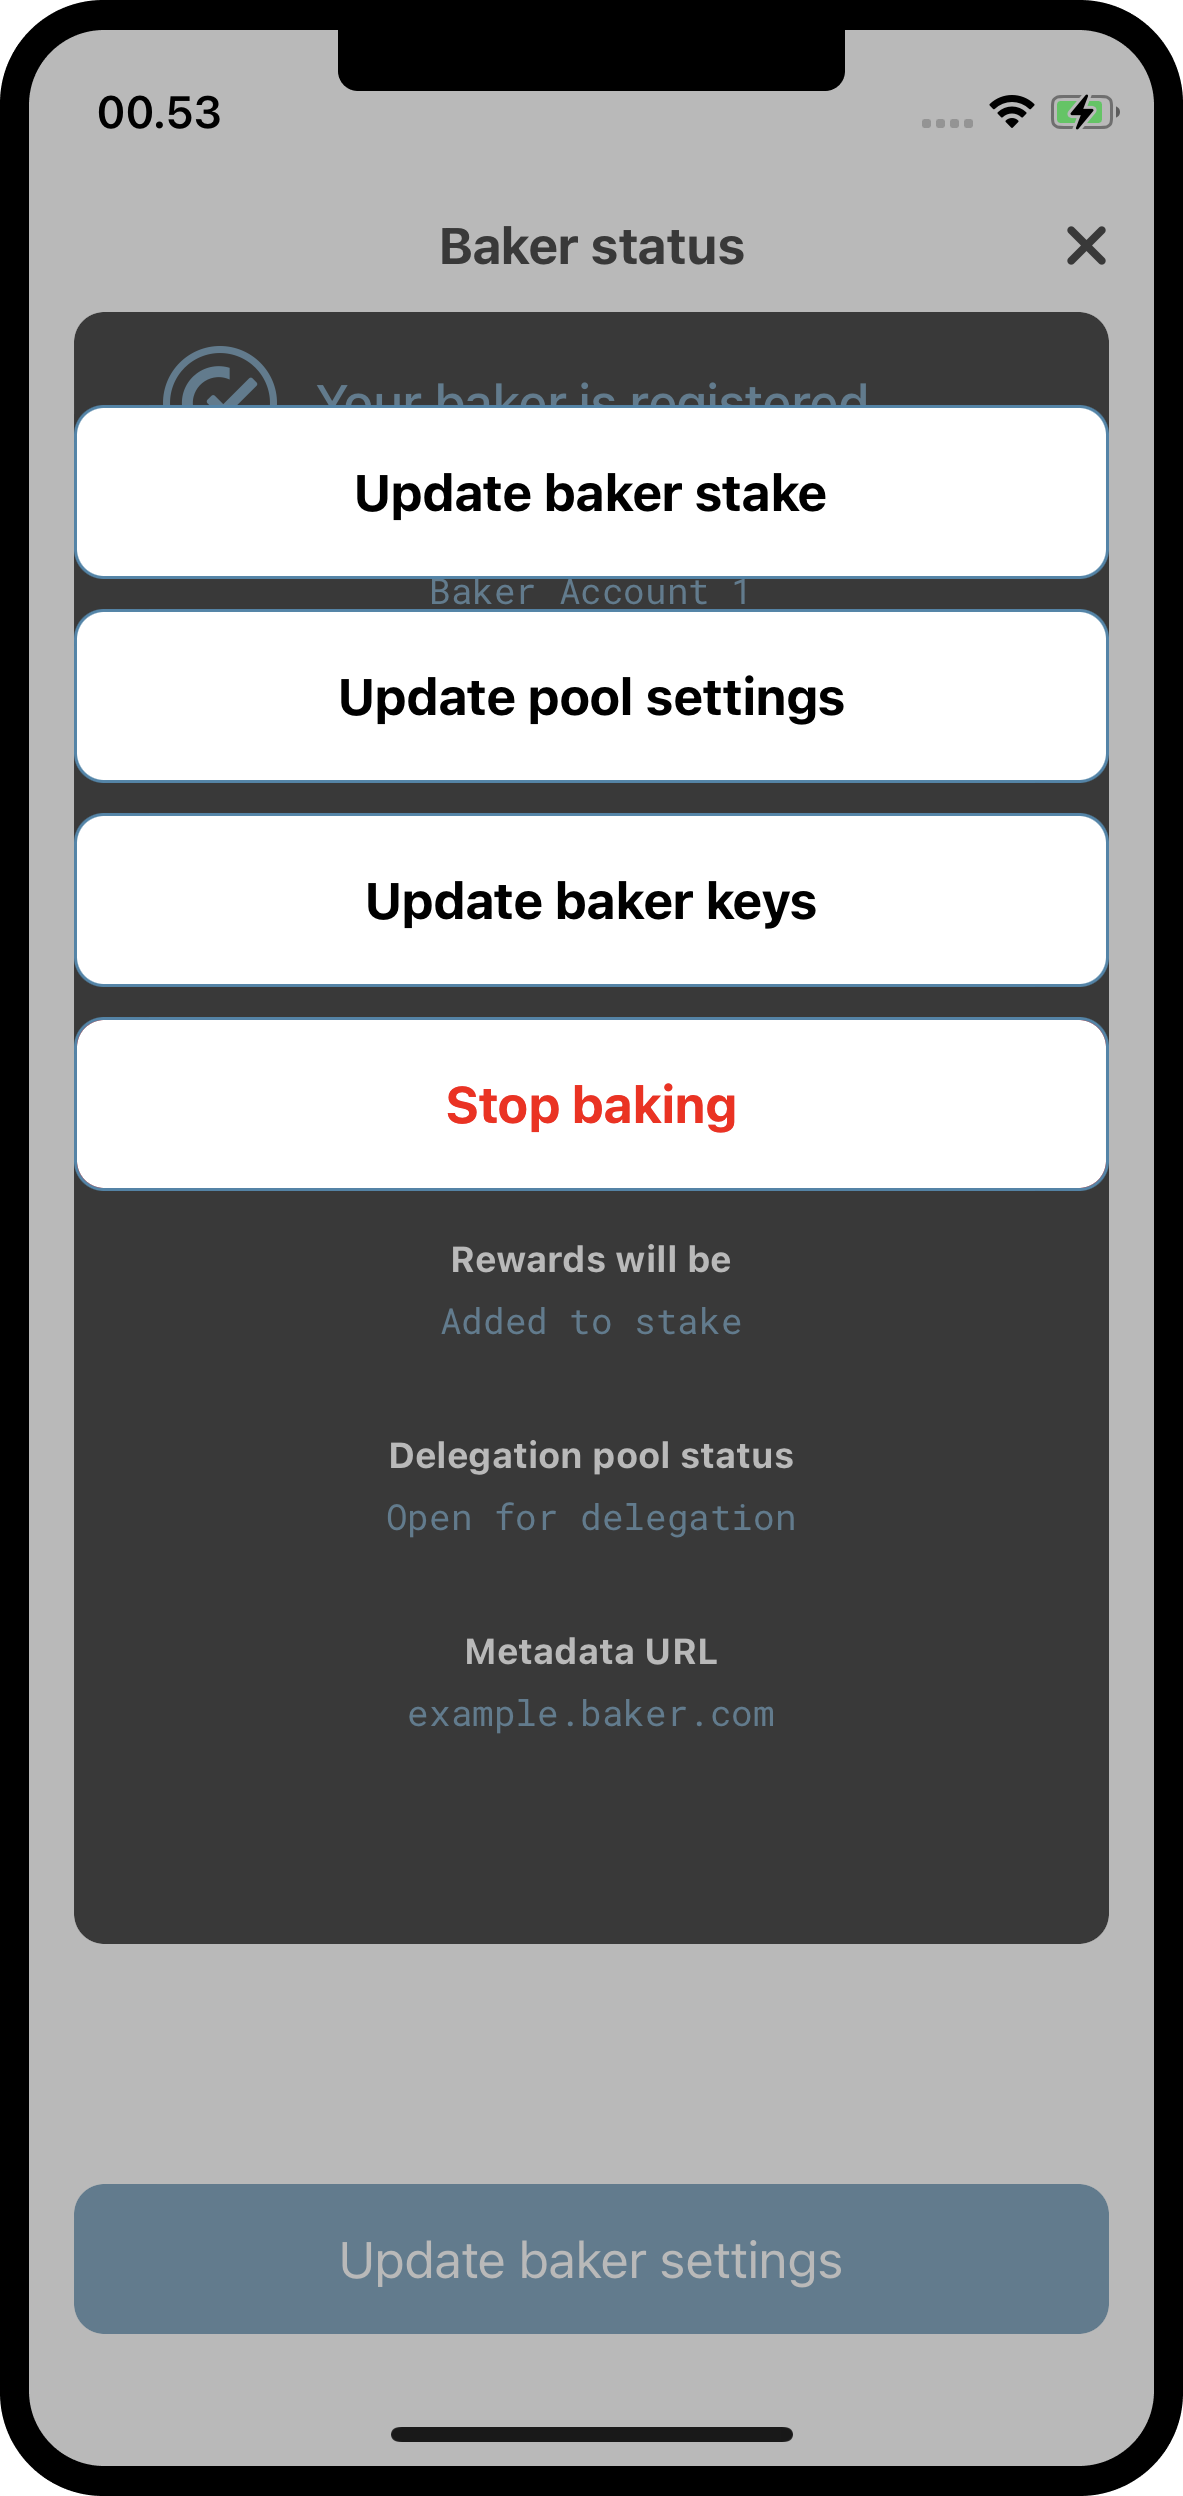 00.53
Baker status
Your baker is registered
Update baker stake
Baker Account 1
Update pool settings
Update baker keys
Stop baking
Rewards will be
Added to stake
Delegation pool status
Open for delegation
Metadata URL
example.baker.com
Update baker settings